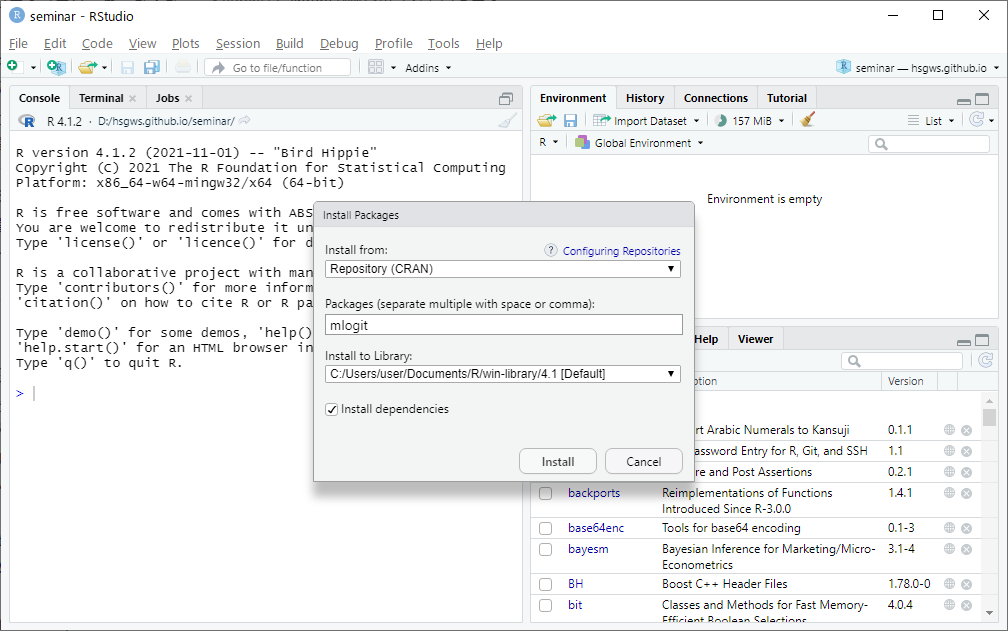 seminar - RStudio
File Edit Code View Plots Session Build Debug Profile Tools Help
Go to file/function Addins seminar — hsgws.github.io
Console Terminal Jobs
R 4.1.2 · D:/hsgws.github.io/seminar/
R version 4.1.2 (2021-11-01) -- "Bird Hippie"
Copyright (C) 2021 The R Foundation for Statistical Computing
Platform: x86_64-w64-mingw32/x64 (64-bit)
R is free software and comes with ABS
You are welcome to redistribute it un
Type 'license()' or 'licence()' for d
R is a collaborative project with man
Type 'contributors()' for more inform
'citation()' on how to cite R or R pa
Type 'demo()' for some demos, 'help()
'help.start()' for an HTML browser in
Type 'q()' to quit R.
>
Environment History Connections Tutorial
Import Dataset 157 MiB List
R Global Environment
Environment is empty
Install Packages
Install from: ? Configuring Repositories
Repository (CRAN)
Packages (separate multiple with space or comma):
mlogit
Install to Library:
C:/Users/user/Documents/R/win-library/4.1 [Default]
Install dependencies
Install Cancel
Help Viewer
ption Version
rt Arabic Numerals to Kansuji 0.1.1
assword Entry for R, Git, and SSH 1.1
re and Post Assertions 0.2.1
backports Reimplementations of Functions 1.4.1
Introduced Since R-3.0.0
base64enc Tools for base64 encoding 0.1-3
bayesm Bayesian Inference for Marketing/Micro- 3.1-4
Econometrics
BH Boost C++ Header Files 1.78.0-0
bit Classes and Methods for Fast Memory- 4.0.4
Efficient Boolean Selections